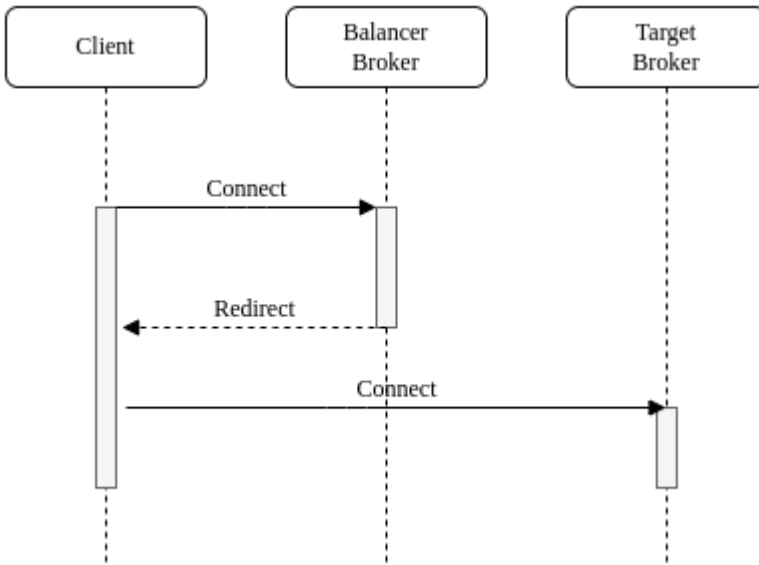 Client
Balancer
Broker
Target
Broker
Connect
Redirect
Connect